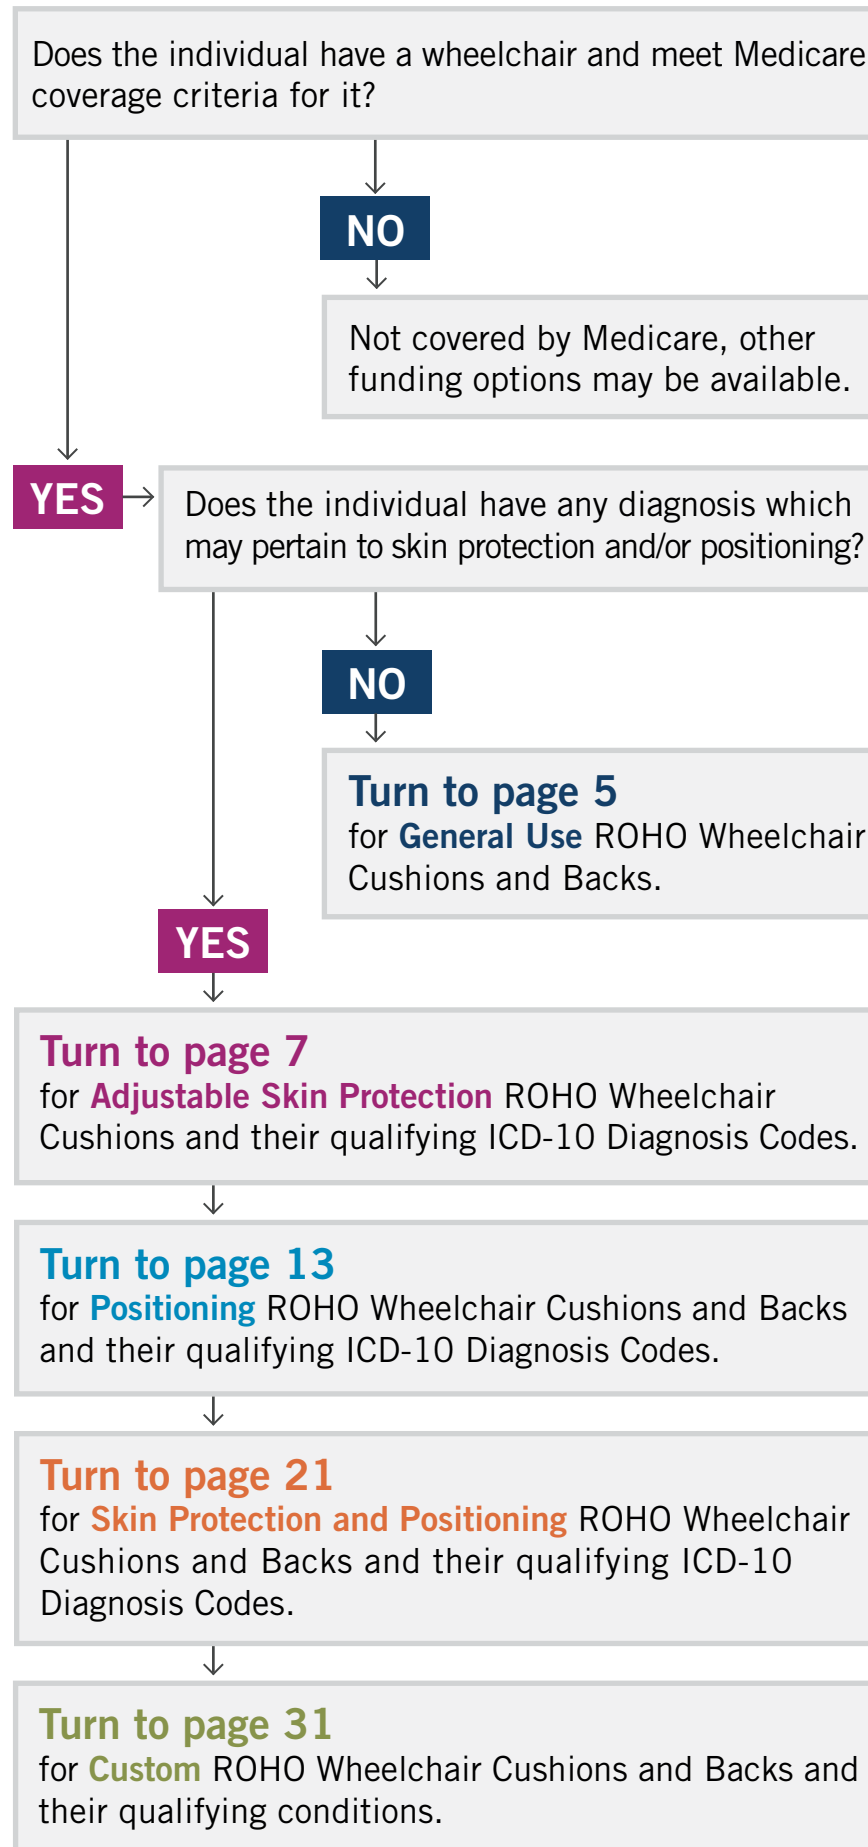 Does the individual have a wheelchair and meet Medicare
coverage criteria for it?
NO
Not covered by Medicare, other
funding options may be available.
YES
Does the individual have any diagnosis which
may pertain to skin protection and/or positioning?
NO
Turn to page 5
for General Use ROHO Wheelchair
Cushions and Backs.
YES
Turn to page 7
for Adjustable Skin Protection ROHO Wheelchair
Cushions and their qualifying ICD-10 Diagnosis Codes.
Turn to page 13
for Positioning ROHO Wheelchair Cushions and Backs
and their qualifying ICD-10 Diagnosis Codes.
Turn to page 21
for Skin Protection and Positioning ROHO Wheelchair
Cushions and Backs and their qualifying ICD-10
Diagnosis Codes.
Turn to page 31
for Custom ROHO Wheelchair Cushions and Backs and
their qualifying conditions.